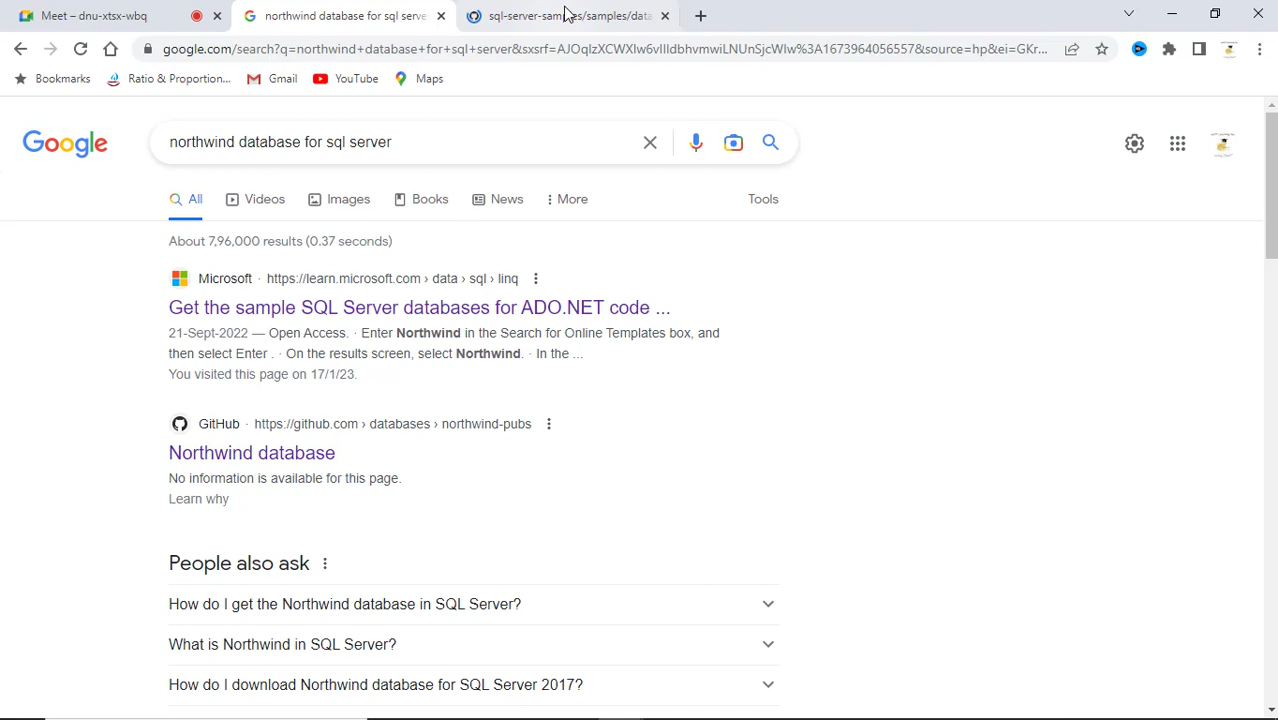 Meet – dnu-xtsx-wbq
northwind database for sql serve
sql-server-samples/samples/data
google.com/search?q=northwind+database+for+sql+server&sxsrf=AJOqlzXCWXIw6vIIIdbhvmwiLNUnSjcWIw%3A1673964056557&source=hp&ei=GKr...
Bookmarks
Ratio & Proportion...
Gmail
YouTube
Maps
Google
northwind database for sql server
All
Videos
Images
Books
News
More
Tools
About 7,96,000 results (0.37 seconds)
Microsoft · https://learn.microsoft.com › data › sql › linq
Get the sample SQL Server databases for ADO.NET code ...
21-Sept-2022 — Open Access. · Enter Northwind in the Search for Online Templates box, and
then select Enter . · On the results screen, select Northwind. · In the ...
You visited this page on 17/1/23.
GitHub · https://github.com › databases › northwind-pubs
Northwind database
No information is available for this page.
Learn why
People also ask
How do I get the Northwind database in SQL Server?
What is Northwind in SQL Server?
How do I download Northwind database for SQL Server 2017?